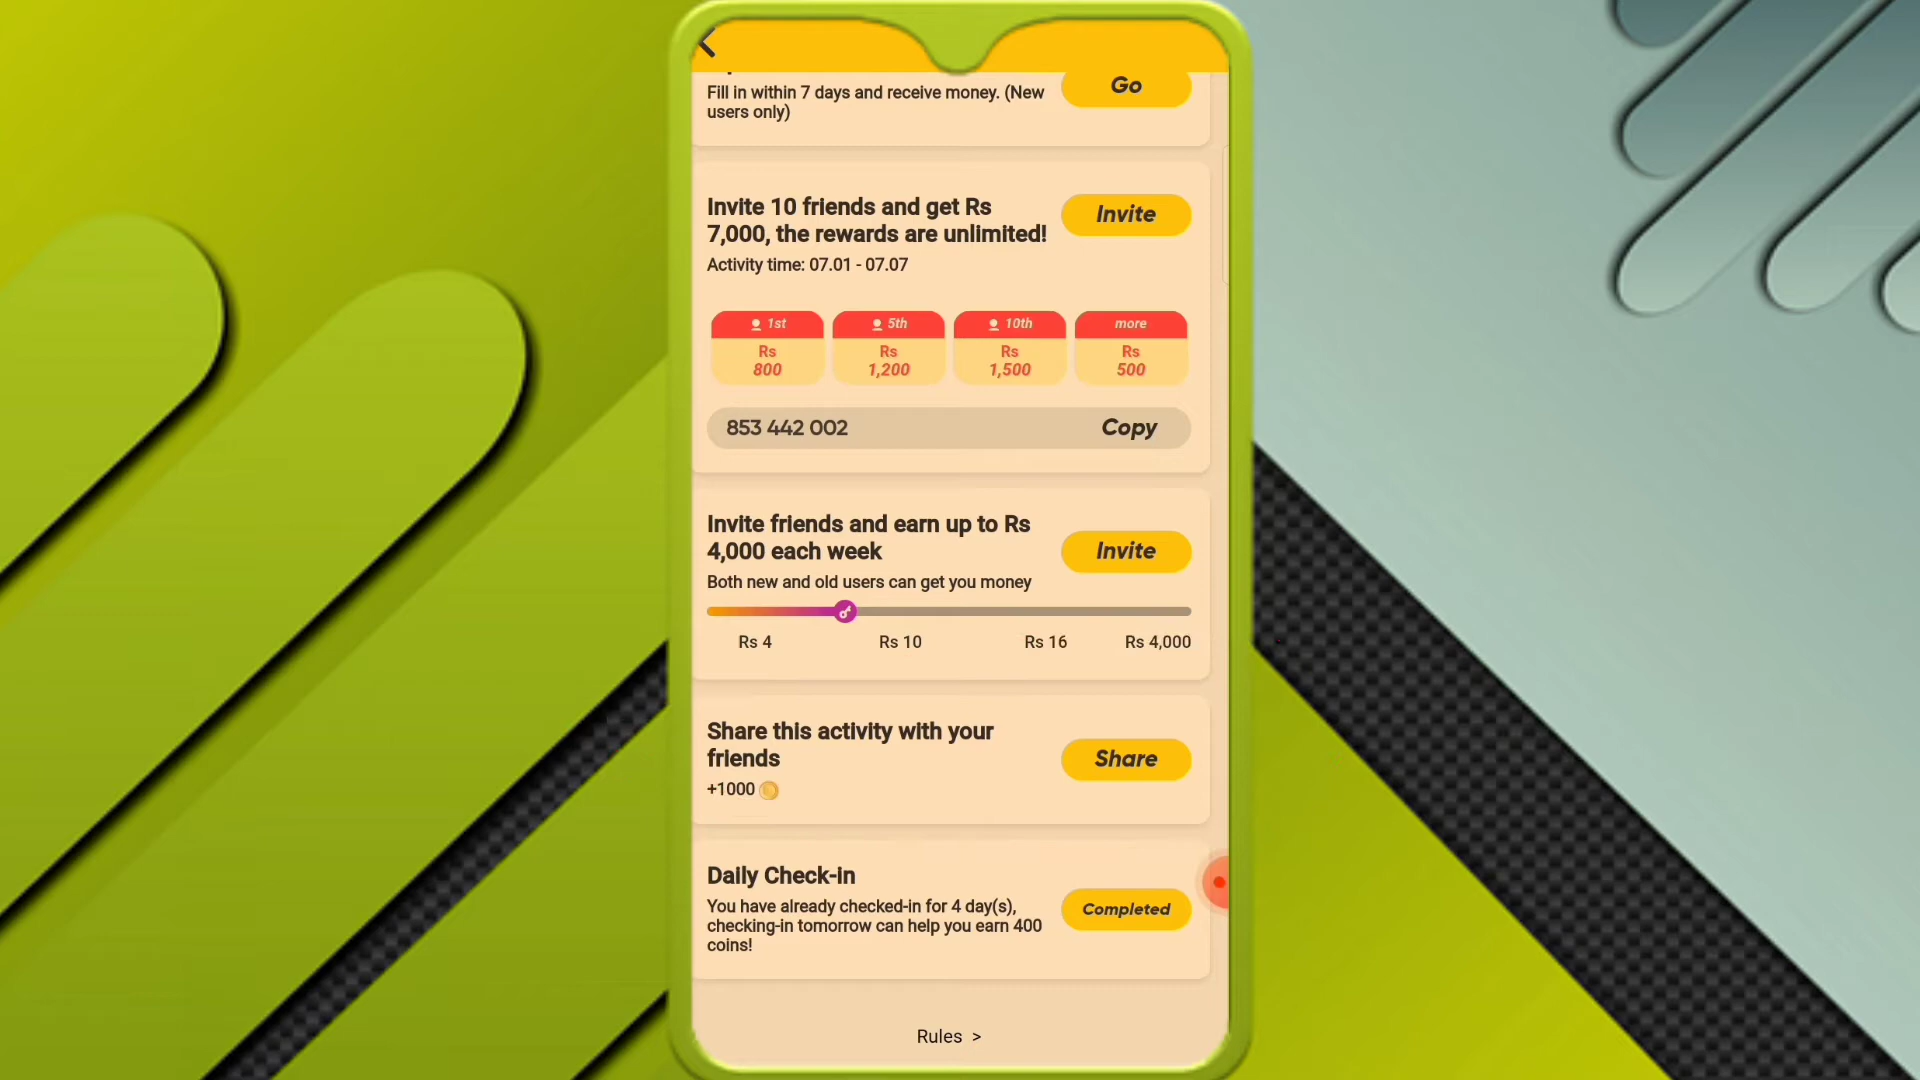 Fill in within 7 days and receive money. (New
users only)
Go
Invite 10 friends and get Rs
7,000, the rewards are unlimited!
Invite
Activity time: 07.01 - 07.07
1st
5th
10th
more
Rs
800
Rs
1,200
Rs
1,500
Rs
500
853 442 002
Copy
Invite friends and earn up to Rs
4,000 each week
Invite
Both new and old users can get you money
Rs 4
Rs 10
Rs 16
Rs 4,000
Share this activity with your
friends
Share
+1000
Daily Check-in
You have already checked-in for 4 day(s),
checking-in tomorrow can help you earn 400
coins!
Completed
Rules >